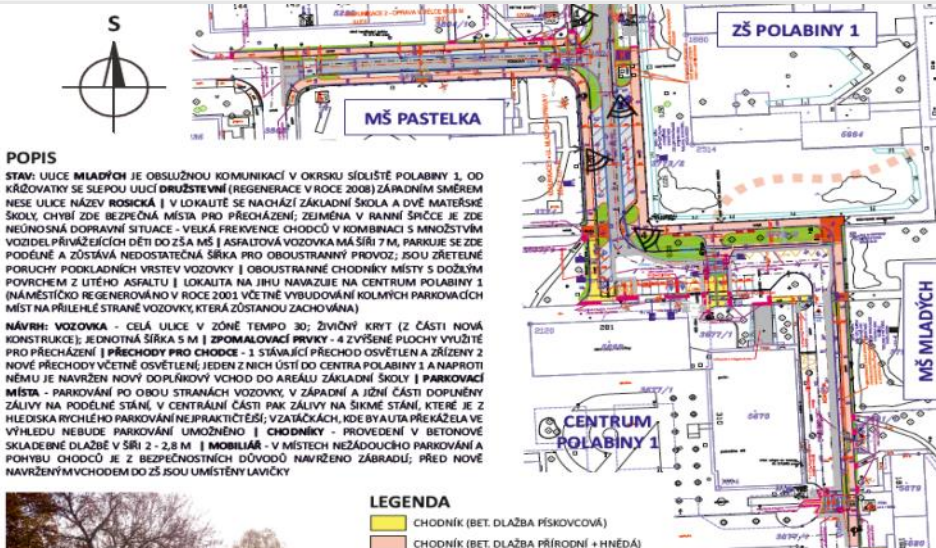 S
ZŠ POLABINY 1
MŠ PASTELKA
POPIS
STAV: ULICE MLADÝCH JE OBSLUŽNOU KOMUNIKACÍ V OKRSKU SÍDLIŠTĚ POLABINY 1, OD
KŘIŽOVATKY SE SLEPOU ULICÍ DRUŽSTEVNÍ (REGENERACE V ROCE 2008) ZÁPADNÍM SMĚREM
NESE ULICE NÁZEV ROSICKÁ | V LOKALITĚ SE NACHÁZÍ ZÁKLADNÍ ŠKOLA A DVĚ MATEŘSKÉ
ŠKOLY, CHYBÍ ZDE BEZPEČNÁ MÍSTA PRO PŘECHÁZENÍ; ZEJMÉNA V RANNÍ ŠPIČCE JE ZDE
NEÚNOSNÁ DOPRAVNÍ SITUACE - VELKÁ FREKVENCE CHODCŮ V KOMBINACI S MNOŽSTVÍM
VOZIDEL PŘIVÁŽEJÍCÍCH DĚTI DO ZŠ A MŠ | ASFALTOVÁ VOZOVKA MÁ ŠÍŘI 7 M, PARKUJE SE ZDE
PODÉLNĚ A ZŮSTÁVÁ NEDOSTATEČNÁ ŠÍŘKA PRO OBOUSTRANNÝ PROVOZ; JSOU ZŘETELNÉ
PORUCHY PODKLADNÍCH VRSTEV VOZOVKY | OBOUSTRANNÉ CHODNÍKY MÍSTY S DOŽILÝM
POVRCHEM Z LITÉHO ASFALTU | LOKALITA NA JIHU NAVAZUJE NA CENTRUM POLABINY 1
(NÁMĚSTÍČKO REGENEROVÁNO V ROCE 2001 VČETNĚ VYBUDOVÁNÍ KOLMÝCH PARKOVACÍCH
MÍST NA PŘILEHLÉ STRANĚ VOZOVKY, KTERÁ ZŮSTANOU ZACHOVÁNA)
NÁVRH: VOZOVKA - CELÁ ULICE V ZÓNĚ TEMPO 30; ŽIVIČNÝ KRYT (Z ČÁSTI NOVÁ
KONSTRUKCE); JEDNOTNÁ ŠÍŘKA 5 M | ZPOMALOVACÍ PRVKY - 4 ZVÝŠENÉ PLOCHY VYUŽITÉ
PRO PŘECHÁZENÍ | PŘECHODY PRO CHODCE - 1 STÁVAJÍCÍ PŘECHOD OSVĚTLEN A ZŘÍZENY 2
NOVÉ PŘECHODY VČETNĚ OSVĚTLENÍ; JEDEN Z NICH ÚSTÍ DO CENTRA POLABINY 1 A NAPROTI
NĚMU JE NAVRŽEN NOVÝ DOPLŇKOVÝ VCHOD DO AREÁLU ZÁKLADNÍ ŠKOLY | PARKOVACÍ
MÍSTA - PARKOVÁNÍ PO OBOU STRANÁCH VOZOVKY, V ZÁPADNÍ A JIŽNÍ ČÁSTI DOPLNĚNY
ZÁLIVY NA PODÉLNÉ STÁNÍ, V CENTRÁLNÍ ČÁSTI PAK ZÁLIVY NA ŠIKMÉ STÁNÍ, KTERÉ JE Z
HLEDISKA RYCHLÉHO PARKOVÁNÍ NEJPRAKTIČTĚJŠÍ; V ZATÁČKÁCH, KDE BY AUTA PŘEKÁŽELA VE
VÝHLEDU NEBUDE PARKOVÁNÍ UMOŽNĚNO | CHODNÍKY - PROVEDENÍ V BETONOVÉ
SKLADEBNÉ DLAŽBĚ V ŠÍŘI 2 - 2,8 M | MOBILIÁŘ - V MÍSTECH NEŽÁDOUCÍHO PARKOVÁNÍ A
POHYBU CHODCŮ JE Z BEZPEČNOSTNÍCH DŮVODŮ NAVRŽENO ZÁBRADLÍ; PŘED NOVĚ
NAVRŽENÝM VCHODEM DO ZŠ JSOU UMÍSTĚNY LAVIČKY
MŠ MLADÝCH
CENTRUM
POLABINY 1
LEGENDA
CHODNÍK (BET. DLAŽBA PÍSKOVCOVÁ)
CHODNÍK (BET. DLAŽBA PŘÍRODNÍ + HNĚDÁ)